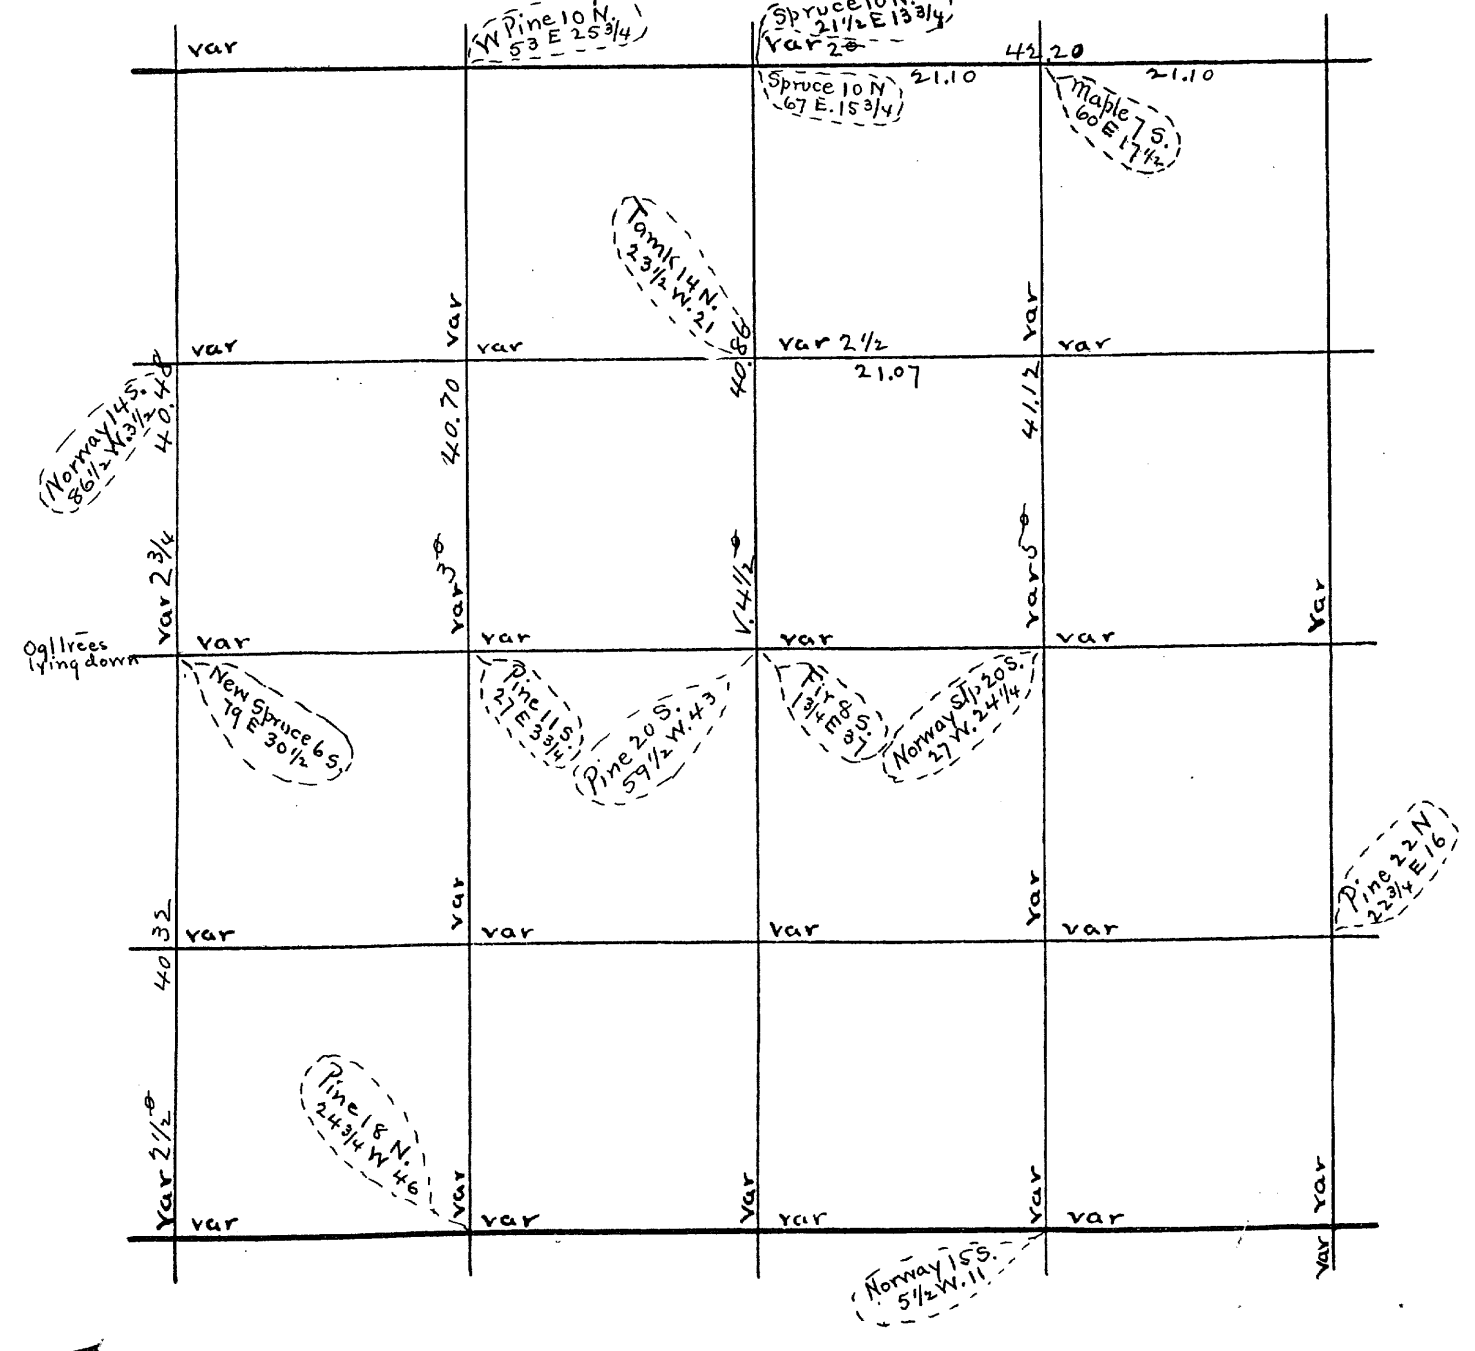 W Pine 10 N.
53 E 25 3/4
Spruce 10 N.
21 1/2 E 13 3/4
var
var 2°
42.20
Spruce 10 N
67 E. 15 3/4
21.10
21.10
Maple 7 S.
60 E 17 1/2
Tamk 14 N.
23 1/2 W. 21
var
var
var
var
40.86
var 2 1/2
var
21.07
Norway 14 S.
86 1/2 W. 3 1/2
40.48
40.70
41.12
var 2 3/4
var 3°
V. 4 1/2°
var 5°
var
trees
lying down
var
var
var
var
New Spruce 6 S.
79 E 30 1/2
Pine 11 S.
27 E 33/4
Pine 20 S.
59 1/2 W. 43
Fir 8 S.
1 3/4 E 37
Norway 20 S.
27 W. 24 1/4
Pine 22 N
22 3/4 E 16
40 32
var
var
var
var
var
var
Pine 18 N.
24 3/4 W 46
var 2 1/2°
var
var
var
var
var
var
var
var
var
Norway 15 S.
5 1/2 W. 11